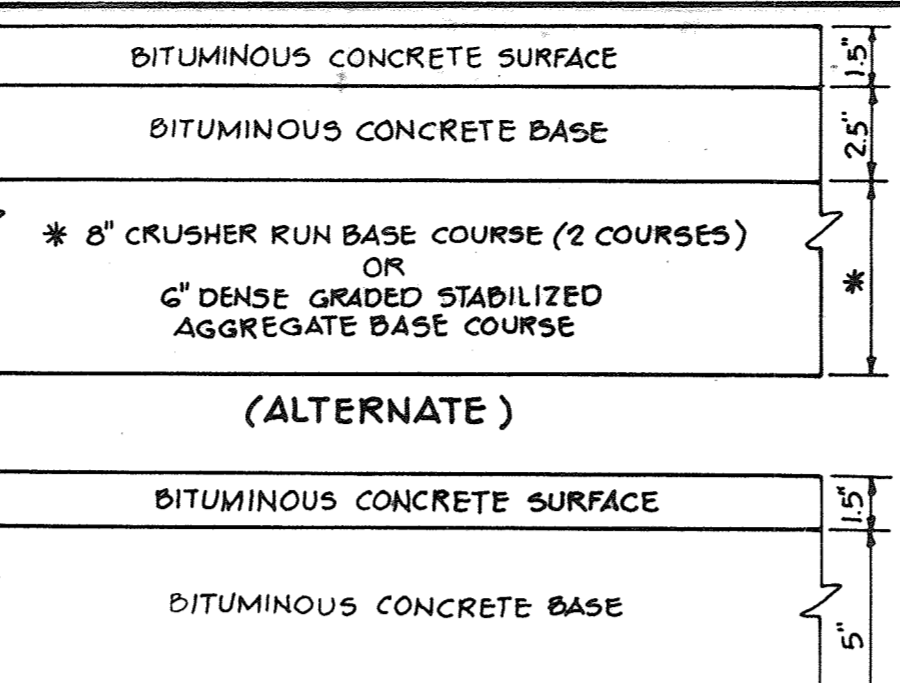 BITUMINOUS CONCRETE SURFACE
1.5"
BITUMINOUS CONCRETE BASE
2.5"
* 8" CRUSHER RUN BASE COURSE (2 COURSES)
OR
6" DENSE GRADED STABILIZED
AGGREGATE BASE COURSE
*
(ALTERNATE)
BITUMINOUS CONCRETE SURFACE
1.5"
BITUMINOUS CONCRETE BASE
5"